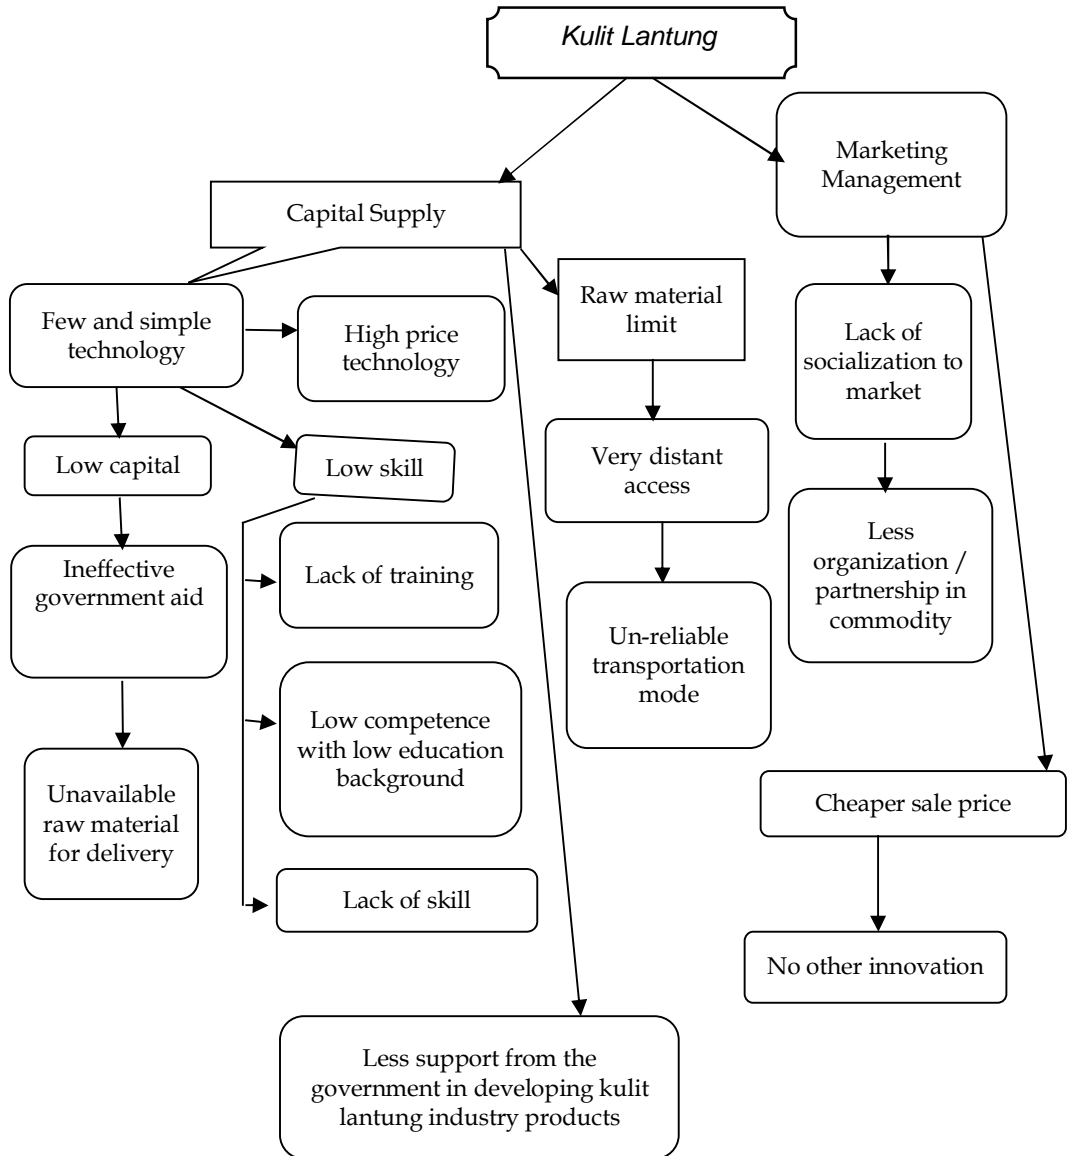 Kulit Lantung
Marketing
Management
Capital Supply
Few and simple
technology
High price
technology
Raw material
limit
Lack of
socialization to
market
Low capital
Low skill
Very distant
access
Ineffective
government aid
Lack of training
Less
organization /
partnership in
commodity
Un-reliable
transportation
mode
Low competence
with low education
background
Unavailable
raw material
for delivery
Cheaper sale price
Lack of skill
No other innovation
Less support from the
government in developing kulit
lantung industry products